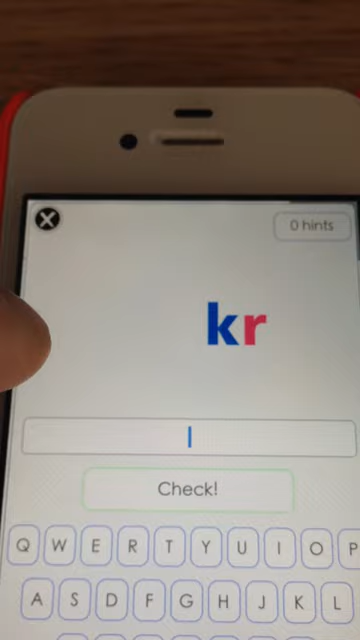 0 hints
kr
Check!
Q W E R T Y U I O P
A S D F G H J K L